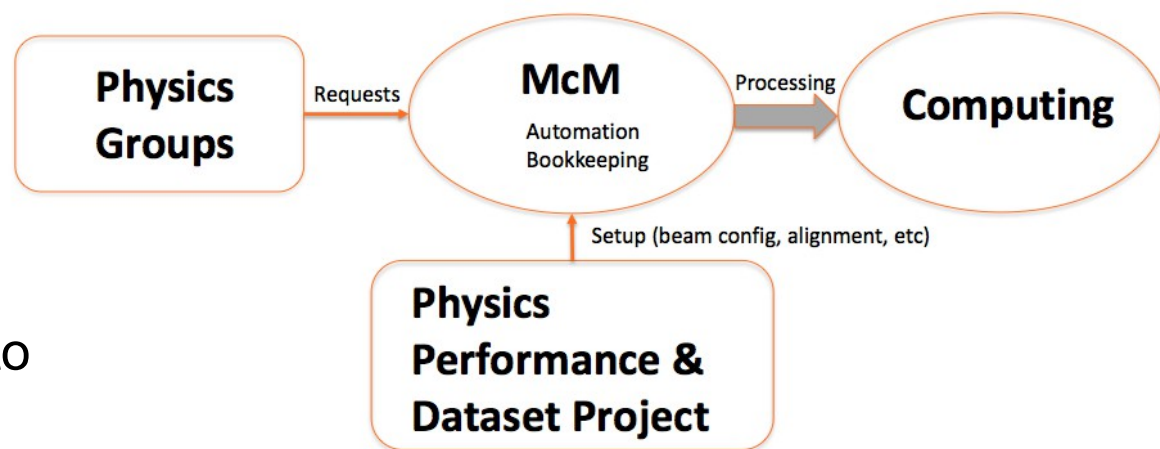 Physics
Groups
Requests
McM
Automation
Bookkeeping
Processing
Computing
Setup (beam config, alignment, etc)
Physics
Performance &
Dataset Project